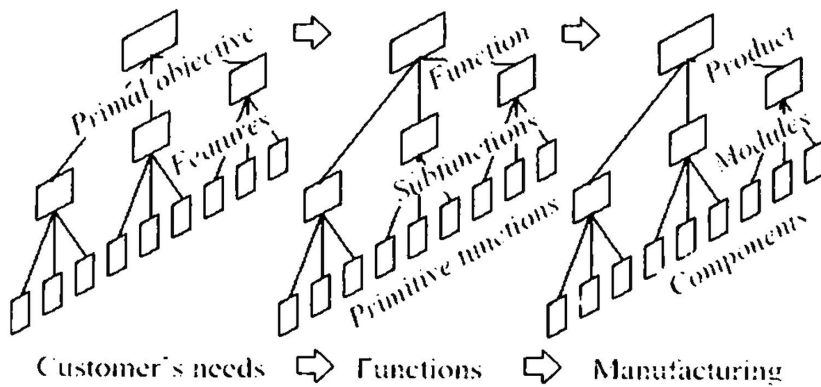 Primal objective
Features
Function
Subfunctions
Primitive functions
Product
Modules
Components
Customer's needs
Functions
Manufacturing